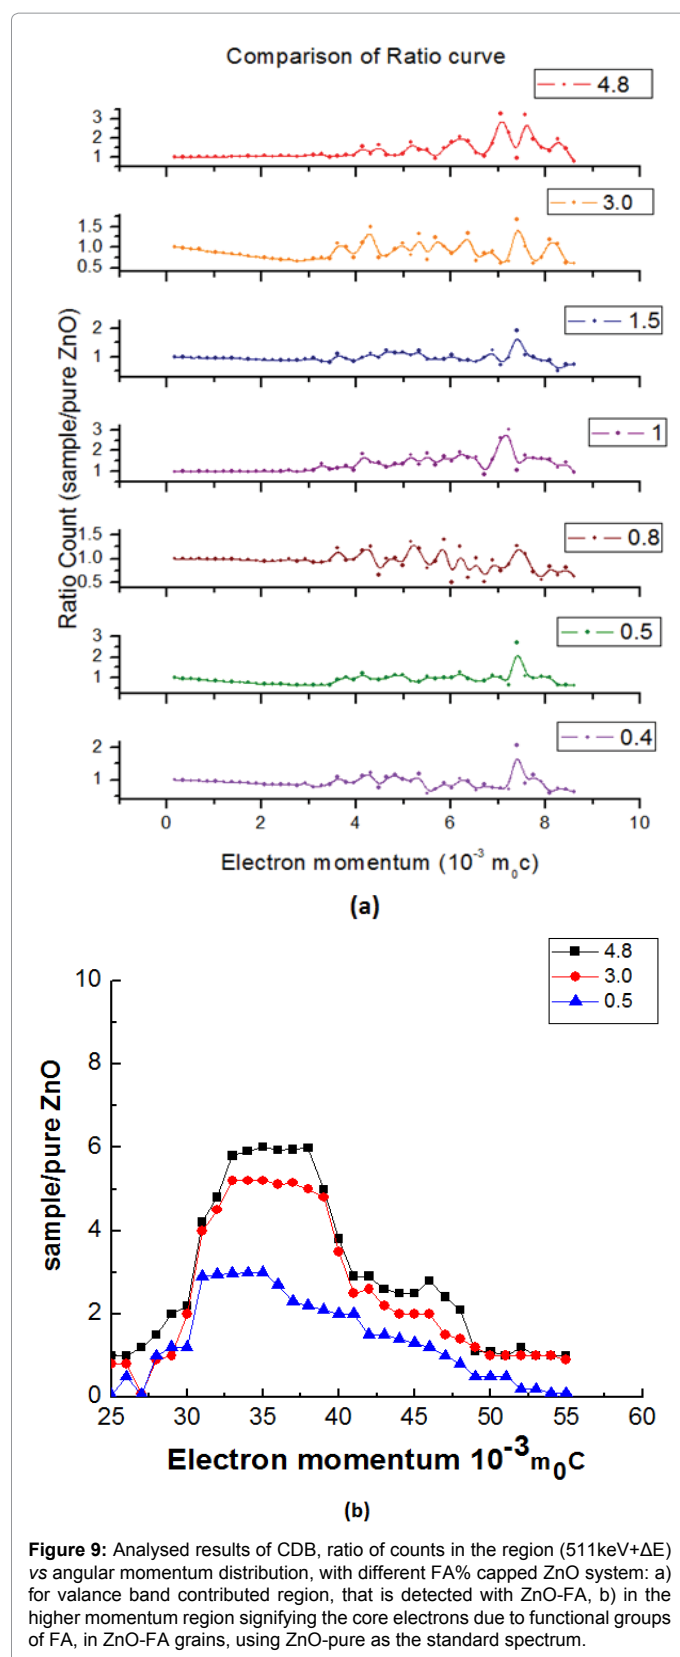 Comparison of Ratio curve
4.8
3
2
1
3.0
1.5
1.0
0.5
1.5
2
1
1
3
2
1
0.8
1.5
1.0
0.5
0.5
3
2
1
0.4
2
1
Ratio Count (sample/pure ZnO)
0 2 4 6 8 10
Electron momentum (10⁻³ m₀c)
(a)
4.8
3.0
0.5
10
8
6
4
2
0
sample/pure ZnO
25 30 35 40 45 50 55 60
Electron momentum 10⁻³m₀C
(b)
Figure 9: Analysed results of CDB, ratio of counts in the region (511keV+ΔE)
vs angular momentum distribution, with different FA% capped ZnO system: a)
for valance band contributed region, that is detected with ZnO-FA, b) in the
higher momentum region signifying the core electrons due to functional groups
of FA, in ZnO-FA grains, using ZnO-pure as the standard spectrum.